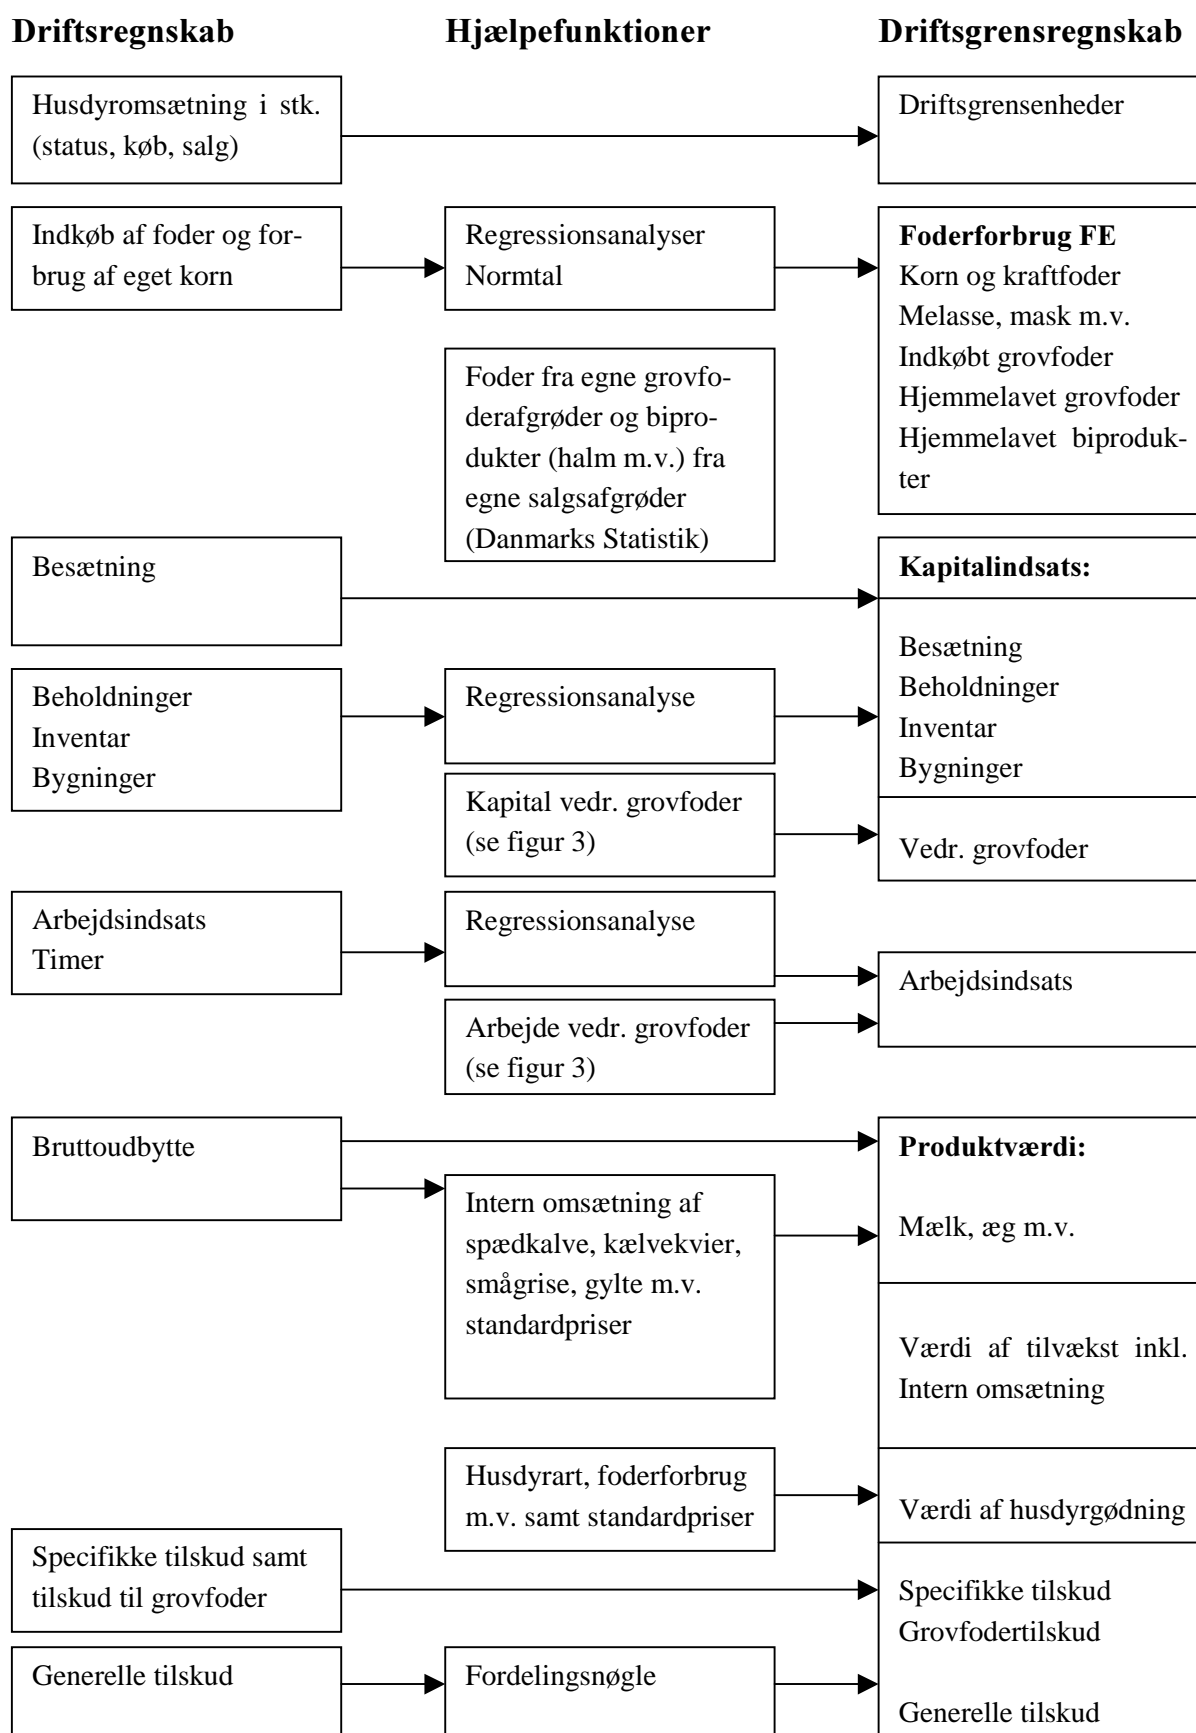 Driftsregnskab
Hjælpefunktioner
Driftsgrensregnskab
Husdyromsætning i stk.
(status, køb, salg)
Driftsgrensenheder
Indkøb af foder og for-
brug af eget korn
Regressionsanalyser
Normtal
Foderforbrug FE
Korn og kraftfoder
Melasse, mask m.v.
Indkøbt grovfoder
Hjemmelavet grovfoder
Hjemmelavet biproduk-
ter
Foder fra egne grovfo-
derafgrøder og bipro-
dukter (halm m.v.) fra
egne salgsafgrøder
(Danmarks Statistik)
Besætning
Kapitalindsats:
Besætning
Beholdninger
Inventar
Bygninger
Beholdninger
Inventar
Bygninger
Regressionsanalyse
Kapital vedr. grovfoder
(se figur 3)
Vedr. grovfoder
Arbejdsindsats
Timer
Regressionsanalyse
Arbejdsindsats
Arbejde vedr. grovfoder
(se figur 3)
Bruttoudbytte
Produktværdi:
Mælk, æg m.v.
Intern omsætning af
spædkalve, kælvekvier,
smågrise, gylte m.v.
standardpriser
Værdi af tilvækst inkl.
Intern omsætning
Husdyrart, foderforbrug
m.v. samt standardpriser
Værdi af husdyrgødning
Specifikke tilskud samt
tilskud til grovfoder
Specifikke tilskud
Grovfodertilskud
Generelle tilskud
Fordelingsnøgle
Generelle tilskud